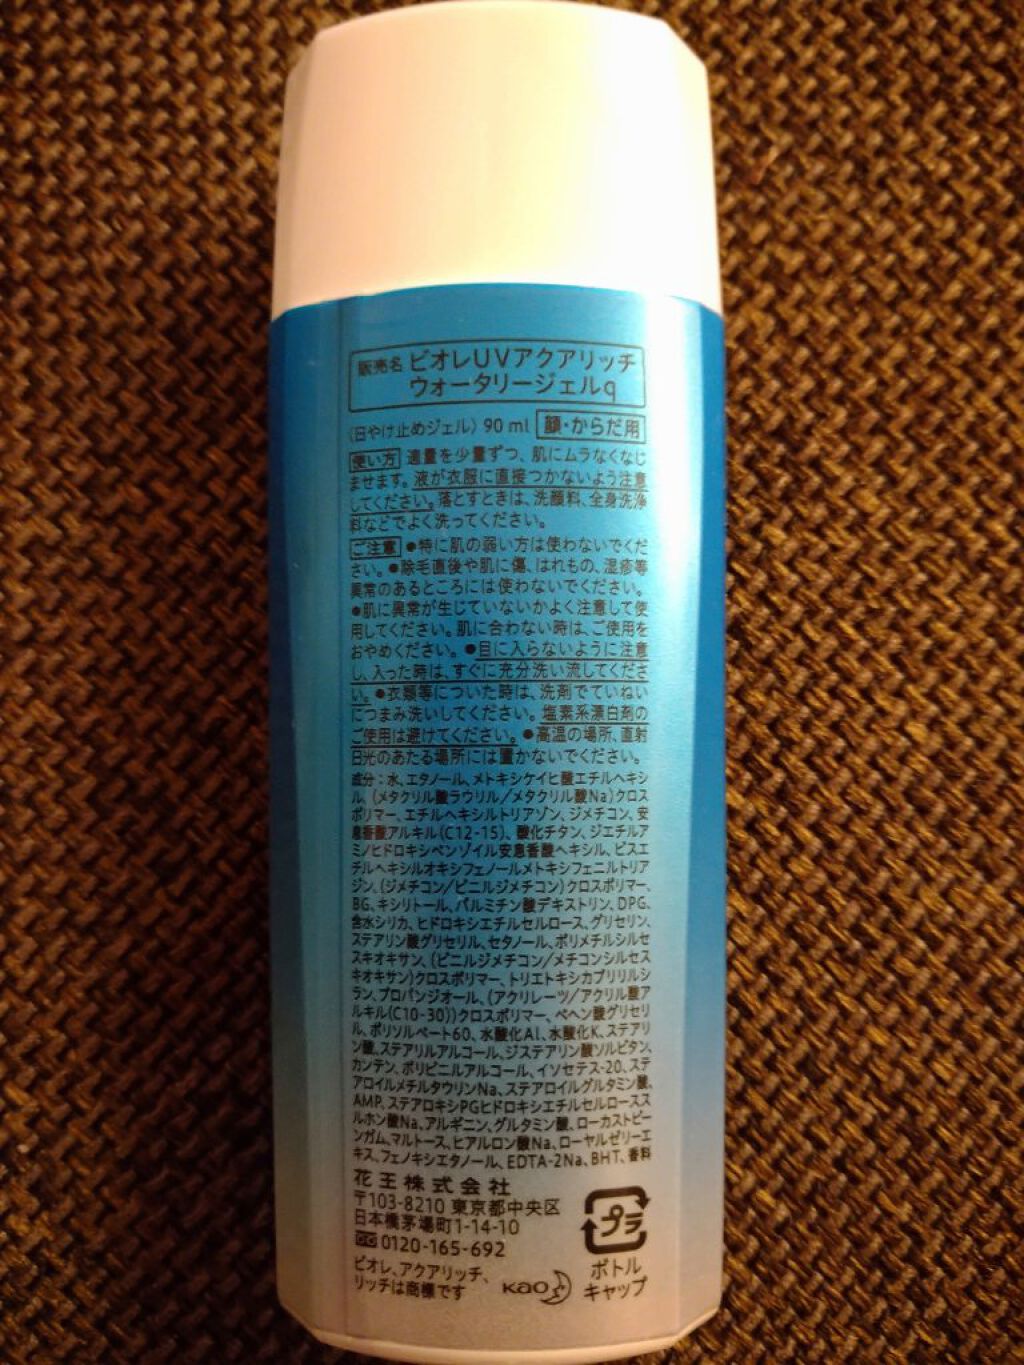 販売名 ビオレUVアクアリッチ
ウォータリージェルq
〈日やけ止めジェル〉 90 ml 顔・からだ用
使い方 適量を少量ずつ、肌にムラなくなじ
ませます。液が衣服に直接つかないよう注意
してください。落とすときは、洗顔料、全身洗浄
料などでよく洗ってください。
ご注意 ●特に肌の弱い方は使わないでくだ
さい。●除毛直後や肌に傷、はれもの、湿疹等
異常のあるところには使わないでください。
●肌に異常が生じていないかよく注意して使
用してください。肌に合わない時は、ご使用を
おやめください。●目に入らないように注意
し、入った時は、すぐに充分洗い流してくださ
い。●衣類等についた時は、洗剤でていねい
につまみ洗いしてください。塩素系漂白剤の
ご使用は避けてください。●高温の場所、直射
日光のあたる場所には置かないでください。
成分：水、エタノール、メトキシケイヒ酸エチルヘキシ
ル、(メタクリル酸ラウリル／メタクリル酸Na)クロス
ポリマー、エチルヘキシルトリアゾン、ジメチコン、安
息香酸アルキル(C12-15)、酸化チタン、ジエチルア
ミノヒドロキシベンゾイル安息香酸ヘキシル、ビスエ
チルヘキシルオキシフェノールメトキシフェニルトリア
ジン、(ジメチコン／ビニルジメチコン)クロスポリマー、
BG、キシリトール、パルミチン酸デキストリン、DPG、
含水シリカ、ヒドロキシエチルセルロース、グリセリン、
ステアリン酸グリセリル、セタノール、ポリメチルシルセ
スキオキサン、(ビニルジメチコン／メチコンシルセス
キオキサン)クロスポリマー、トリエトキシカプリリルシ
ラン、プロパンジオール、(アクリレーツ／アクリル酸ア
ルキル(C10-30))クロスポリマー、ベヘン酸グリセリ
ル、ポリソルベート60、水酸化Al、水酸化K、ステアリ
ン酸、ステアリルアルコール、ジステアリン酸ソルビタン、
カンテン、ポリビニルアルコール、イソセテス-20、ステ
アロイルメチルタウリンNa、ステアロイルグルタミン酸、
AMP、ステアロキシPGヒドロキシエチルセルローススス
ルホン酸Na、アルギニン、グルタミン酸、ローカストビー
ンガム、マルトース、ヒアルロン酸Na、ローヤルゼリーエ
キス、フェノキシエタノール、EDTA-2Na、BHT、香料
花王株式会社
〒103-8210 東京都中央区
日本橋茅場町1-14-10
0120-165-692
ビオレ、アクアリッチ、
リッチは商標です
Kao
プラ
ボトル
キャップ